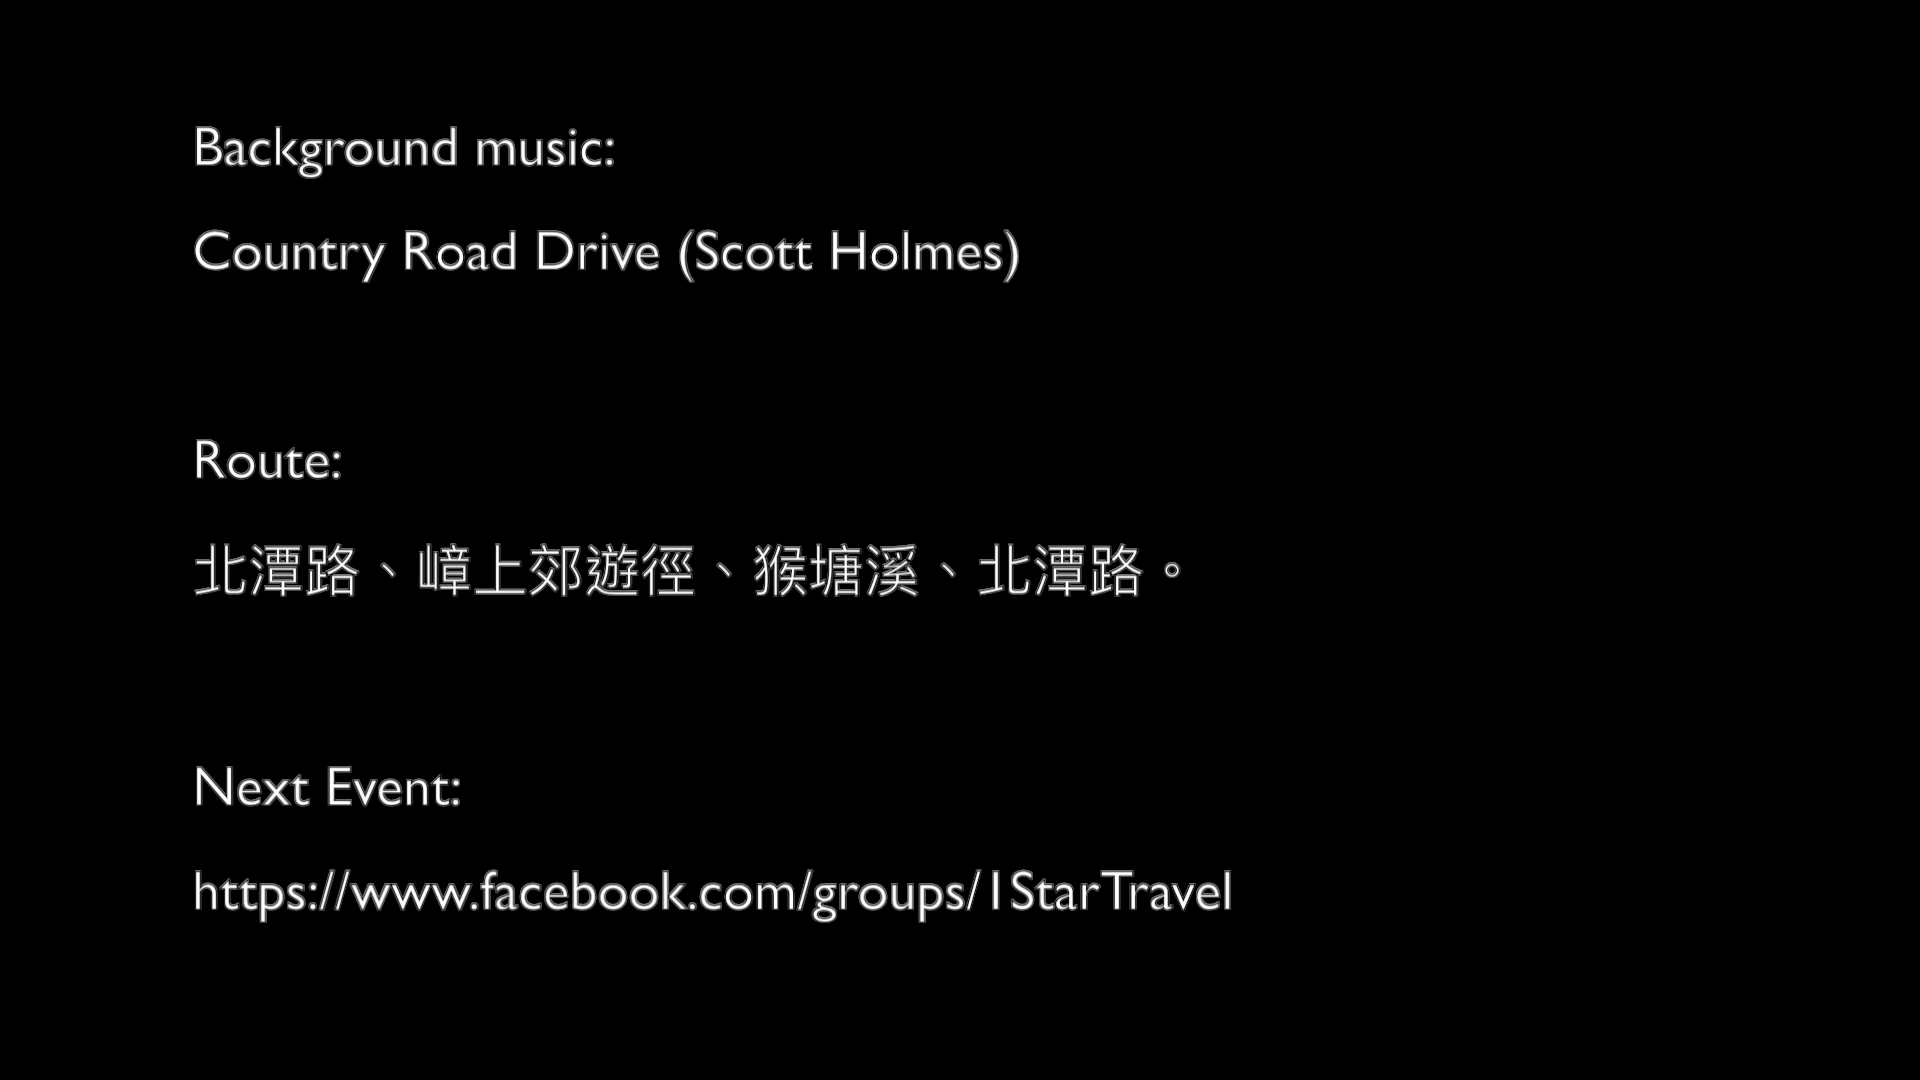 Background music:
Country Road Drive (Scott Holmes)
Route:
北潭路、嶂上郊遊徑、猴塘溪、北潭路。
Next Event:
https://www.facebook.com/groups/1StarTravel